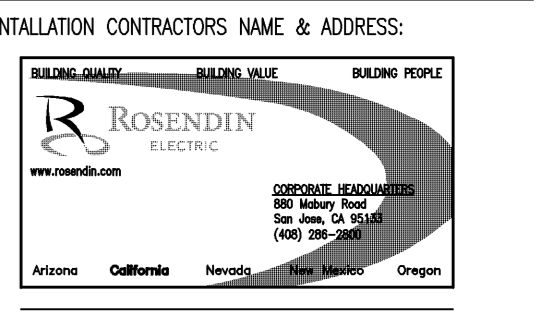 NTALLATION CONTRACTORS NAME & ADDRESS:
BUILDING QUALITY BUILDING VALUE BUILDING PEOPLE
R ROSENDIN
ELECTRIC
www.rosendin.com
CORPORATE HEADQUARTERS
880 Mabury Road
San Jose, CA 95133
(408) 286-2800
Arizona California Nevada New Mexico Oregon